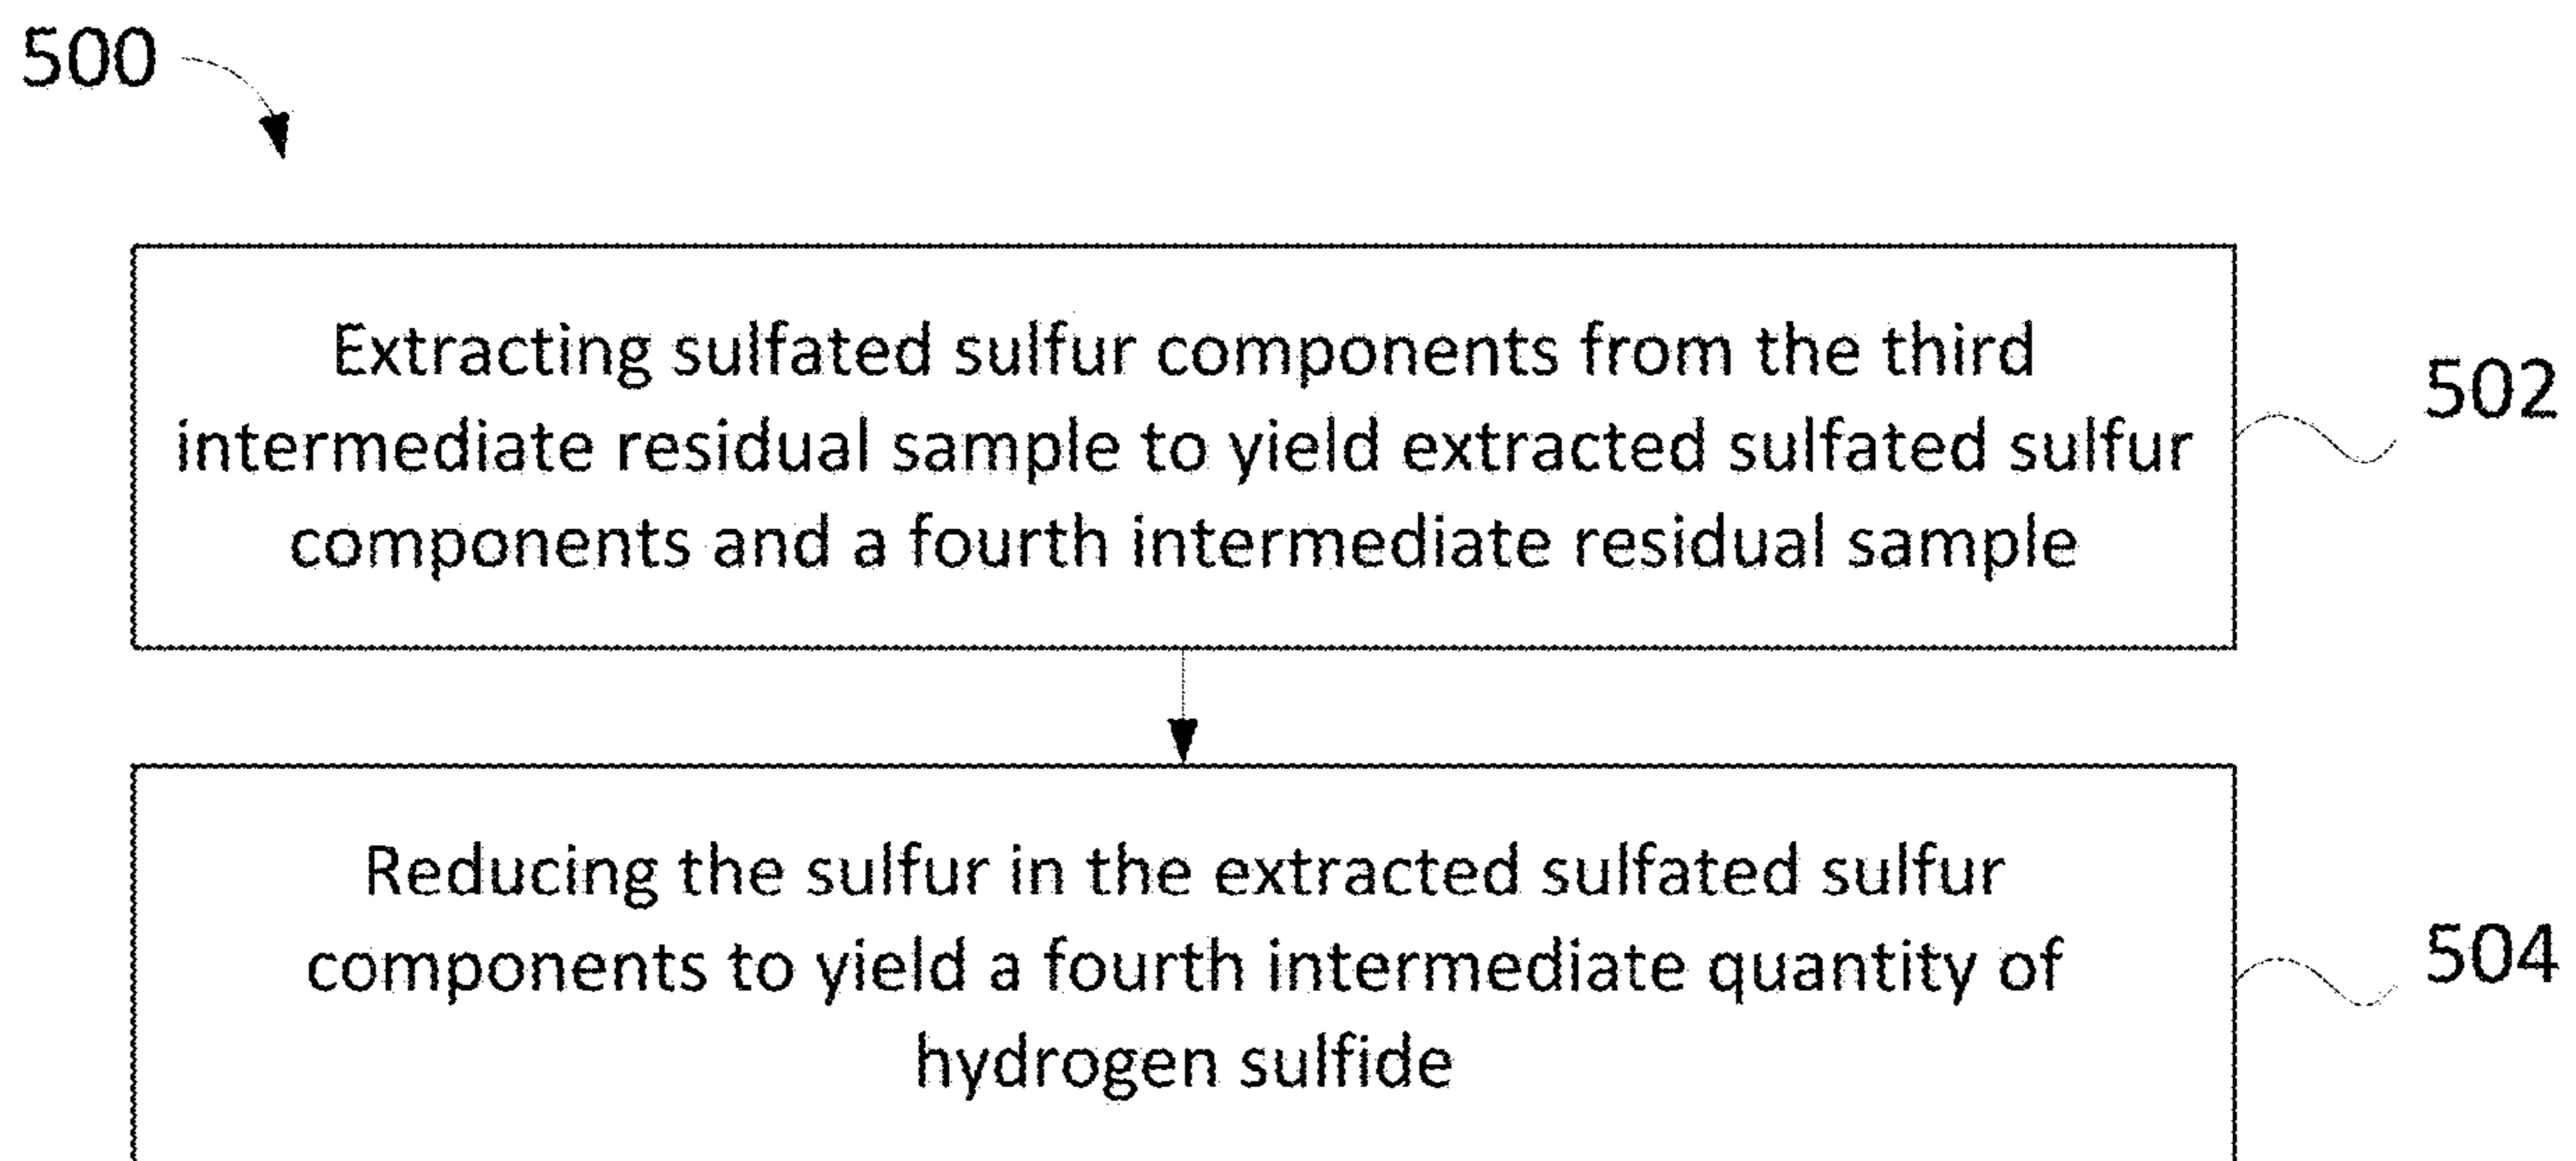 500
Extracting sulfated sulfur components from the third
intermediate residual sample to yield extracted sulfated sulfur
components and a fourth intermediate residual sample
502
Reducing the sulfur in the extracted sulfated sulfur
components to yield a fourth intermediate quantity of
hydrogen sulfide
504